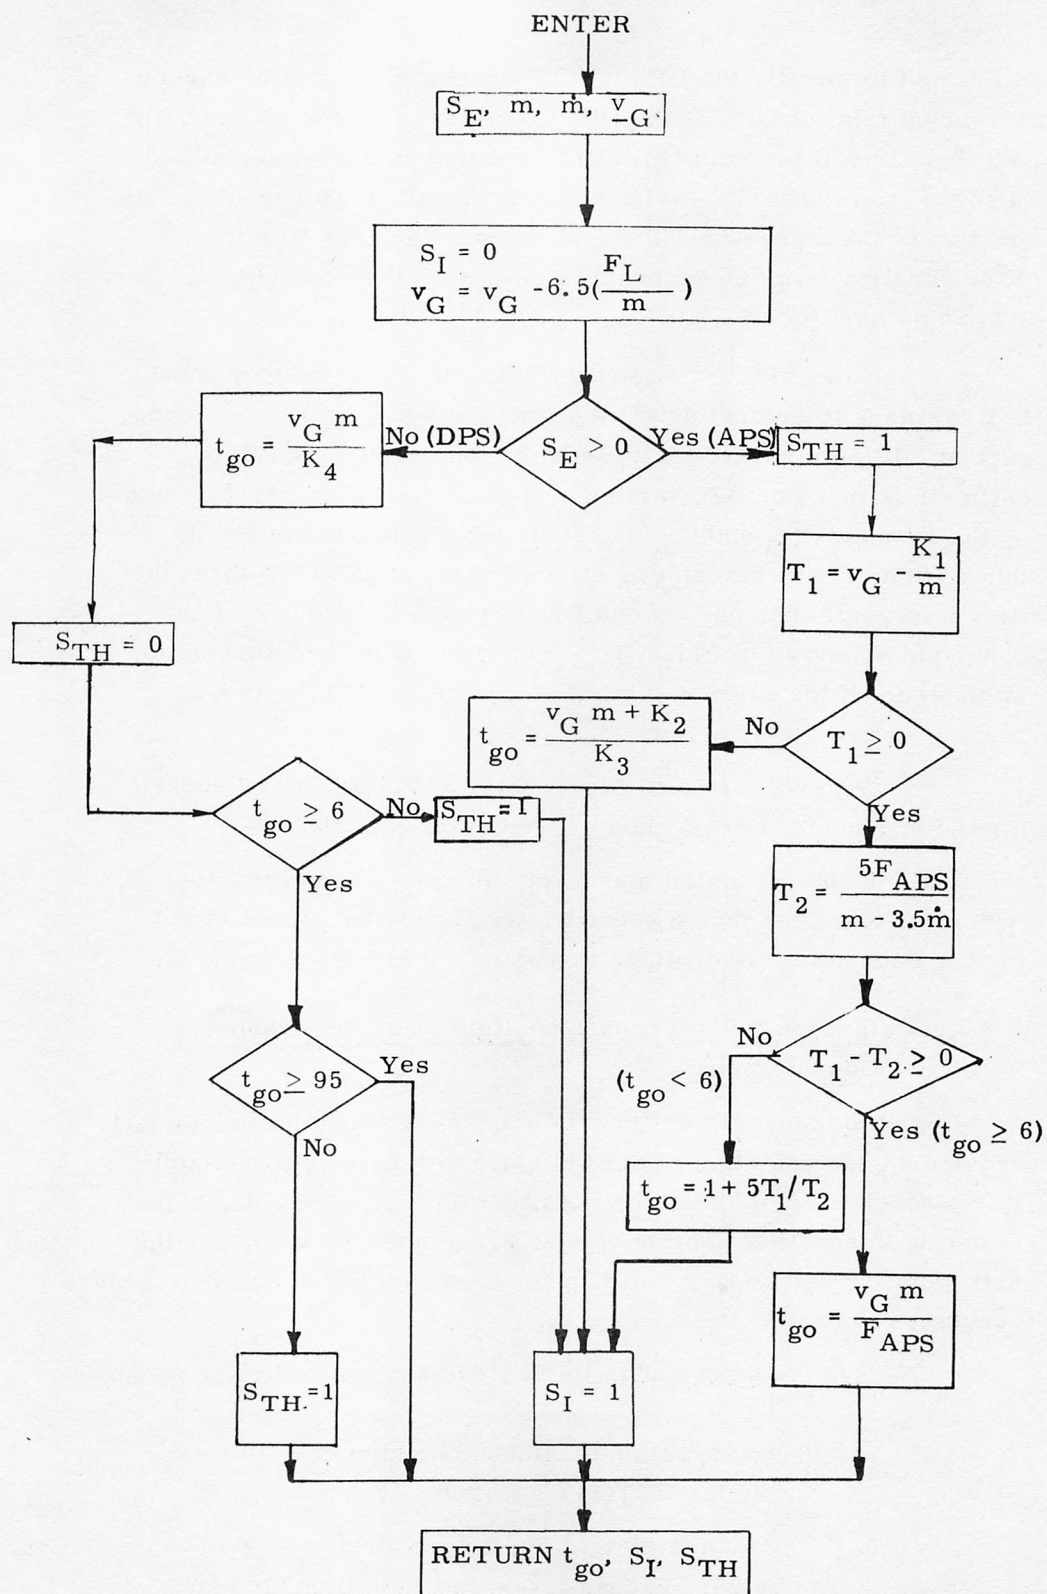 ENTER
S_E, m, ṁ, v_G
S_I = 0
v_G = v_G - 6.5(F_L / m)
t_go = v_G m / K_4
No (DPS)
S_E > 0
Yes (APS)
S_TH = 1
T_1 = v_G - K_1 / m
S_TH = 0
t_go = v_G m + K_2 / K_3
No
T_1 ≥ 0
Yes
t_go ≥ 6
No
S_TH = 1
Yes
T_2 = 5F_APS / m - 3.5ṁ
No
T_1 - T_2 ≥ 0
(t_go < 6)
Yes (t_go ≥ 6)
t_go ≥ 95
Yes
No
t_go = 1 + 5T_1/T_2
t_go = v_G m / F_APS
S_TH = 1
S_I = 1
RETURN t_go, S_I, S_TH